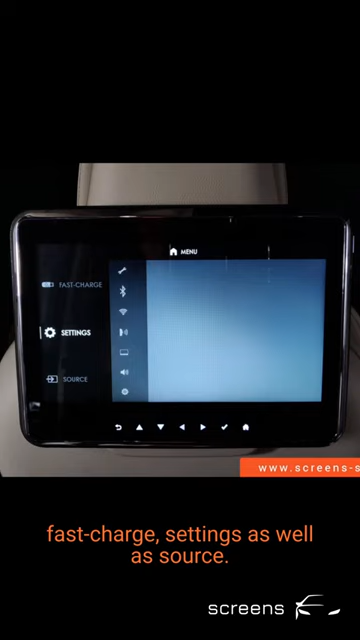 MENU
FAST-CHARGE
SETTINGS
SOURCE
www.screens-s
fast-charge, settings as well
as source.
screens